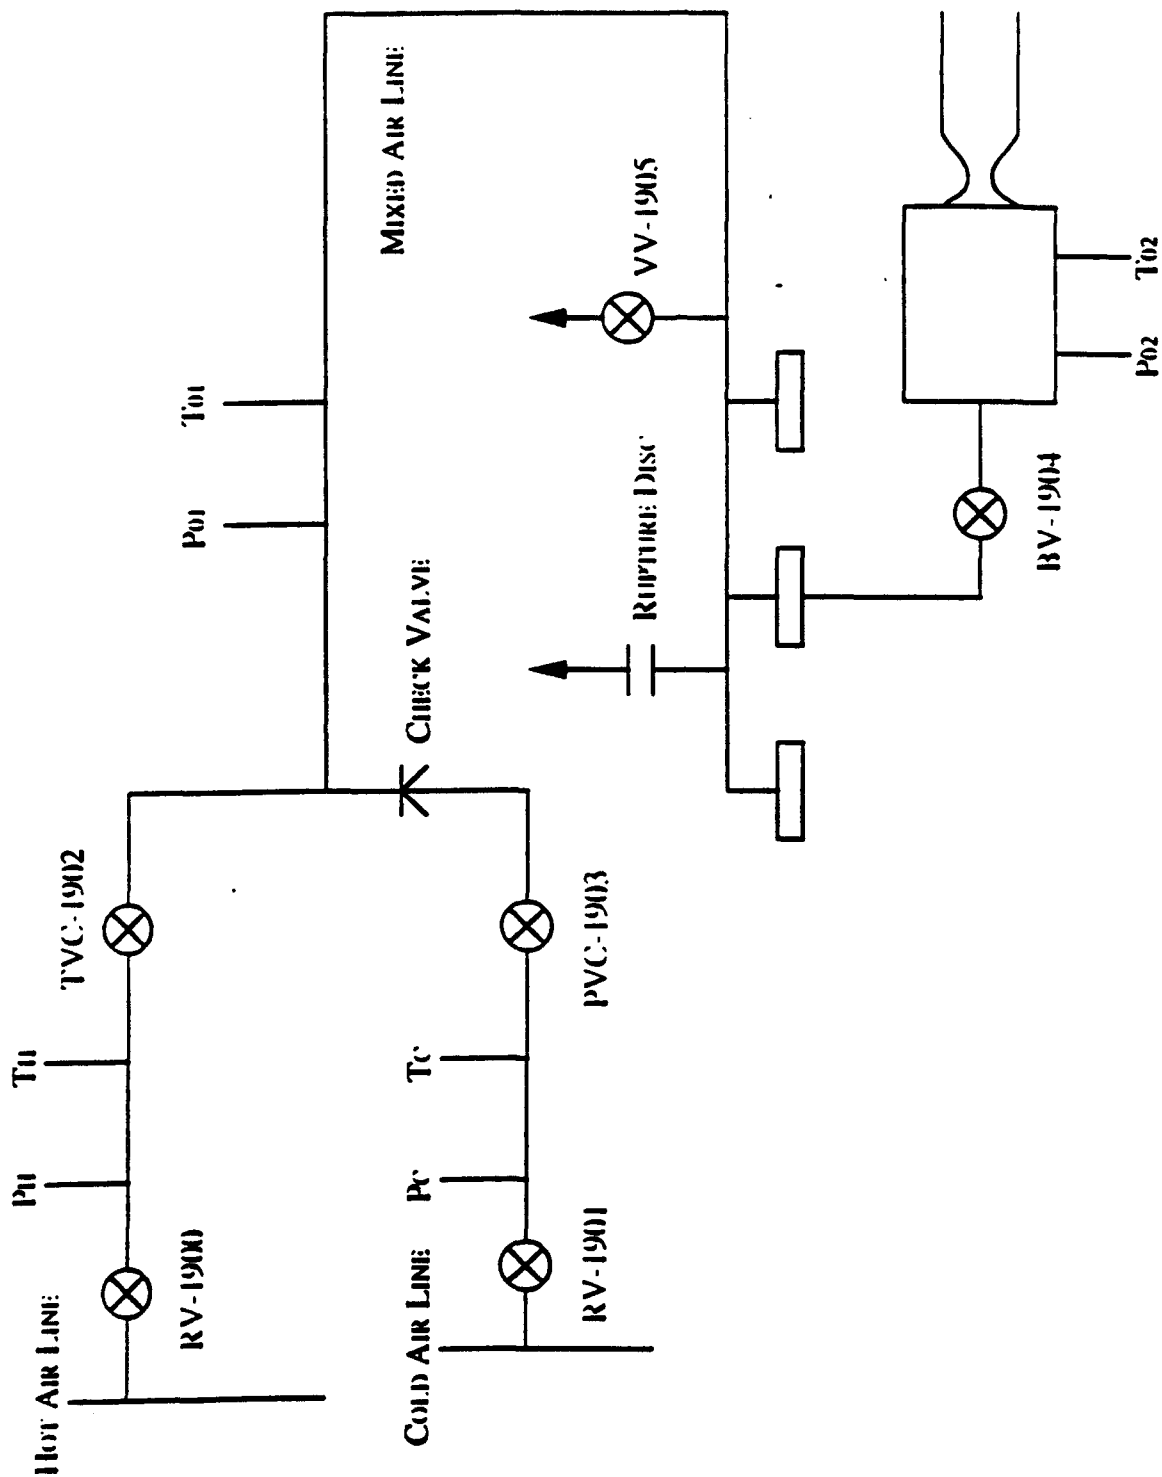 HOT AIR LINE
RV-1900
PH
TH
TVC-1902
COLD AIR LINE
RV-1901
PC
TC
PVC-1903
CHECK VALVE
P01
T01
MIXED AIR LINE
RUPTURE DISC
VV-1905
BV-1904
P02
T02